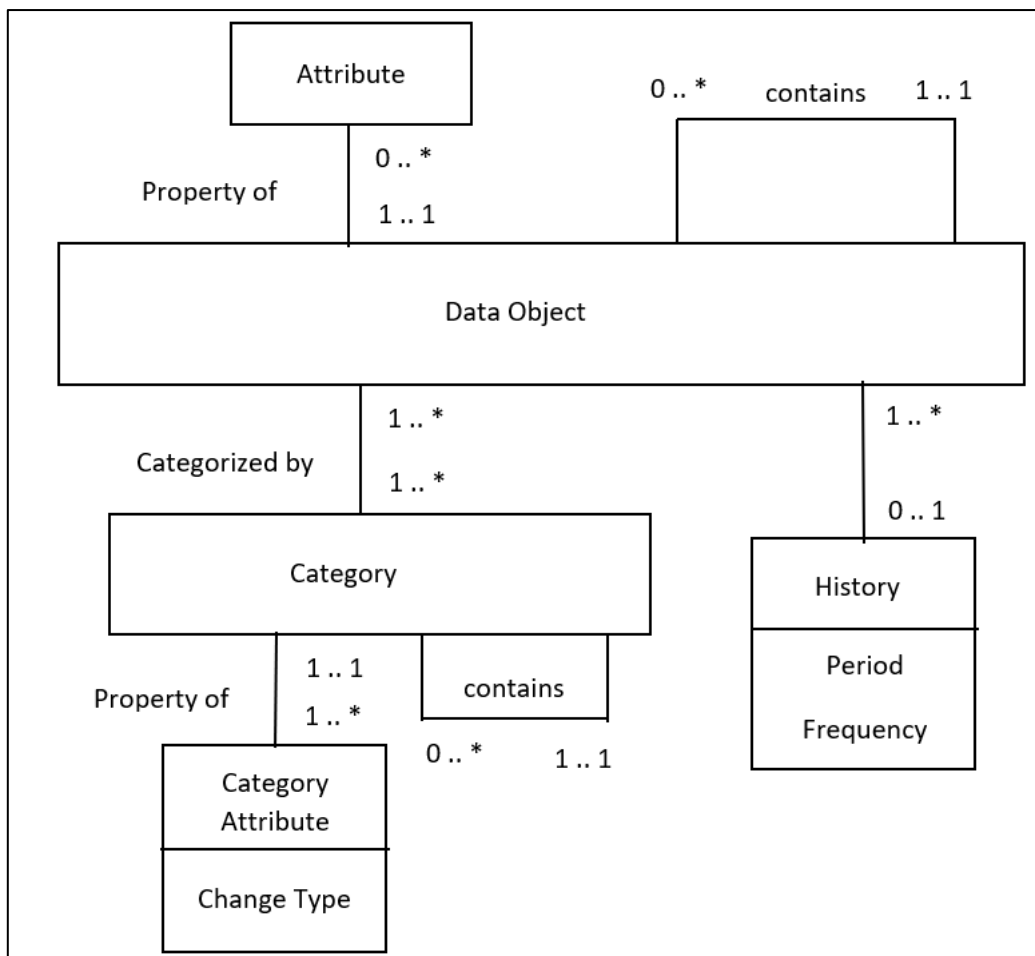 Attribute
0 .. *
contains
1 .. 1
0 .. *
Property of
1 .. 1
Data Object
1 .. *
1 .. *
Categorized by
1 .. *
0 .. 1
Category
History
1 .. 1
Property of
contains
Period
1 .. *
Frequency
0 .. *
1 .. 1
Category
Attribute
Change Type